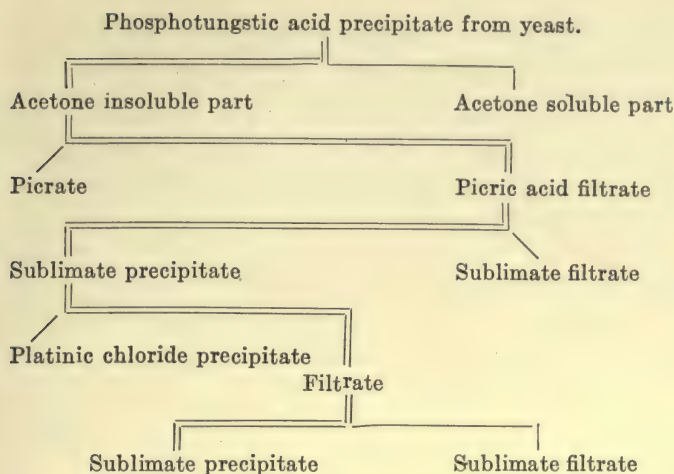 Phosphotungstic acid precipitate from yeast.
Acetone insoluble part Acetone soluble part
Picrate Picric acid filtrate
Sublimate precipitate Sublimate filtrate
Platinic chloride precipitate
Filtrate
Sublimate precipitate Sublimate filtrate